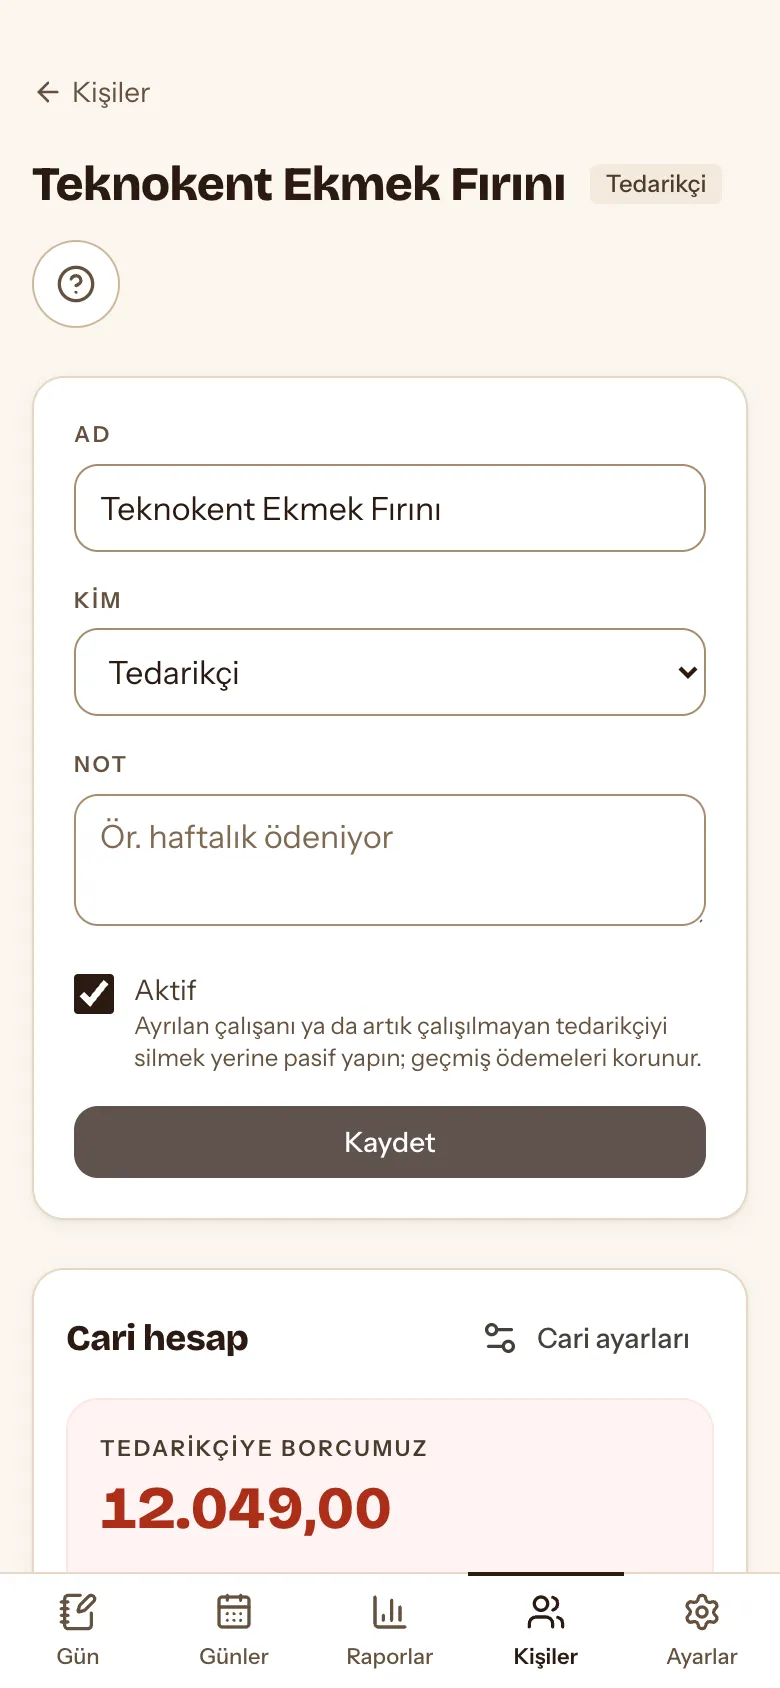 Kişiler
Teknokent Ekmek Fırını
Tedarikçi
AD
Teknokent Ekmek Fırını
KİM
Tedarikçi
NOT
Ör. haftalık ödeniyor
Aktif
Ayrılan çalışanı ya da artık çalışılmayan tedarikçiyi
silmek yerine pasif yapın; geçmiş ödemeleri korunur.
Kaydet
Cari hesap
Cari ayarları
TEDARİKÇİYE BORCUMUZ
12.049,00
Gün
Günler
Raporlar
Kişiler
Ayarlar